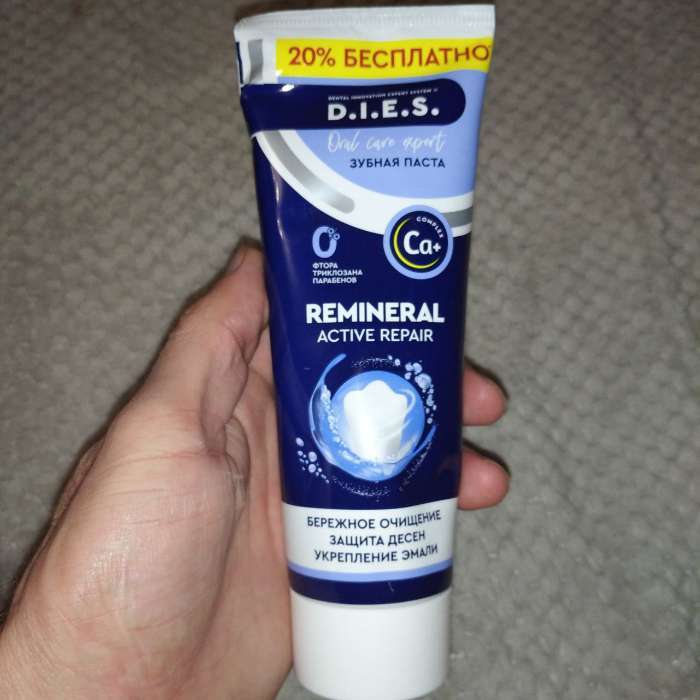 20% БЕСПЛАТНО
DENTAL INNOVATION EXPERT SYSTEM
D.I.E.S.
Oral care expert
ЗУБНАЯ ПАСТА
COMPLEX
Ca+
0
ФТОРА
ТРИКЛОЗАНА
ПАРАБЕНОВ
REMINERAL
ACTIVE REPAIR
БЕРЕЖНОЕ ОЧИЩЕНИЕ
ЗАЩИТА ДЕСЕН
УКРЕПЛЕНИЕ ЭМАЛИ